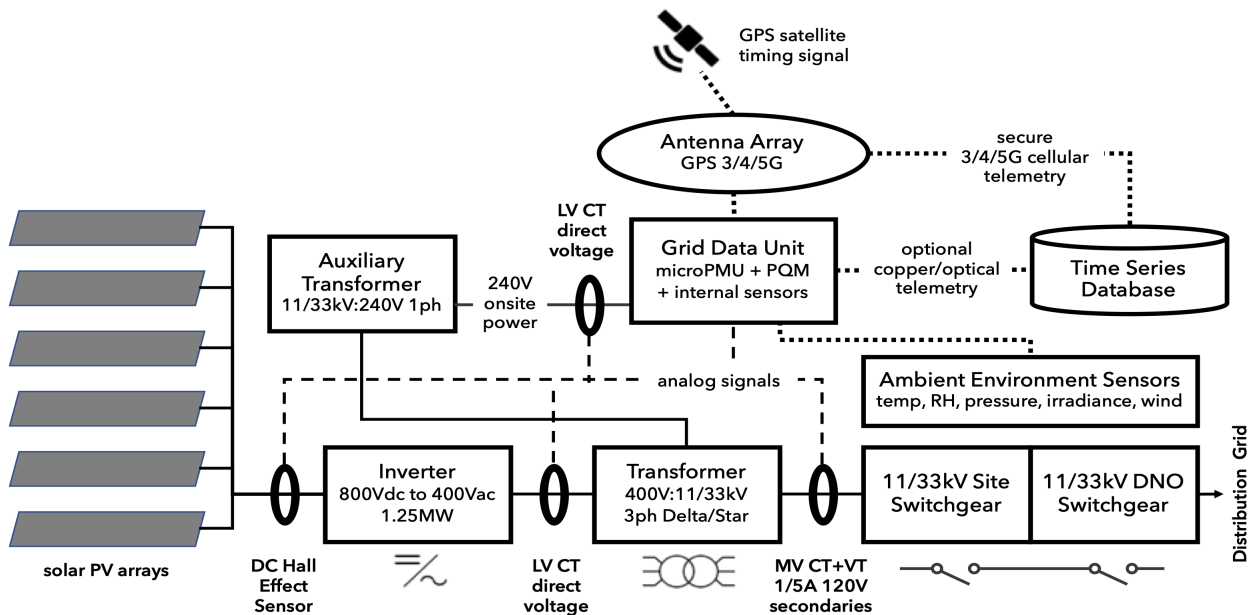 GPS satellite
timing signal
Antenna Array
GPS 3/4/5G
secure
3/4/5G cellular
telemetry
LV CT
direct
voltage
Grid Data Unit
microPMU + PQM
+ internal sensors
optional
copper/optical
telemetry
Time Series
Database
Auxiliary
Transformer
11/33kV:240V 1ph
240V
onsite
power
analog signals
Ambient Environment Sensors
temp, RH, pressure, irradiance, wind
Inverter
800Vdc to 400Vac
1.25MW
Transformer
400V:11/33kV
3ph Delta/Star
11/33kV Site
Switchgear
11/33kV DNO
Switchgear
Distribution Grid
solar PV arrays
DC Hall
Effect
Sensor
LV CT
direct
voltage
MV CT+VT
1/5A 120V
secondaries